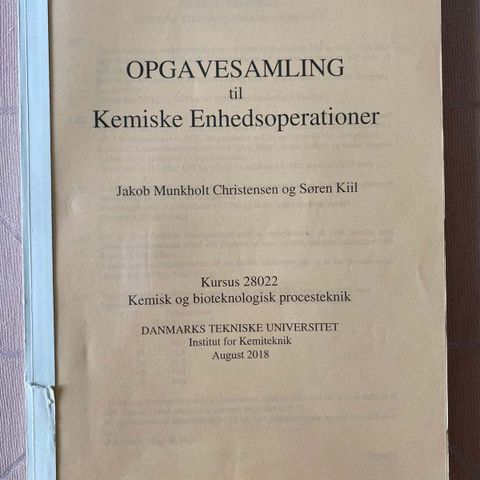 OPGAVESAMLING
til
Kemiske Enhedsoperationer
Jakob Munkholt Christensen og Søren Kiil
Kursus 28022
Kemisk og bioteknologisk procesteknik
DANMARKS TEKNISKE UNIVERSITET
Institut for Kemiteknik
August 2018